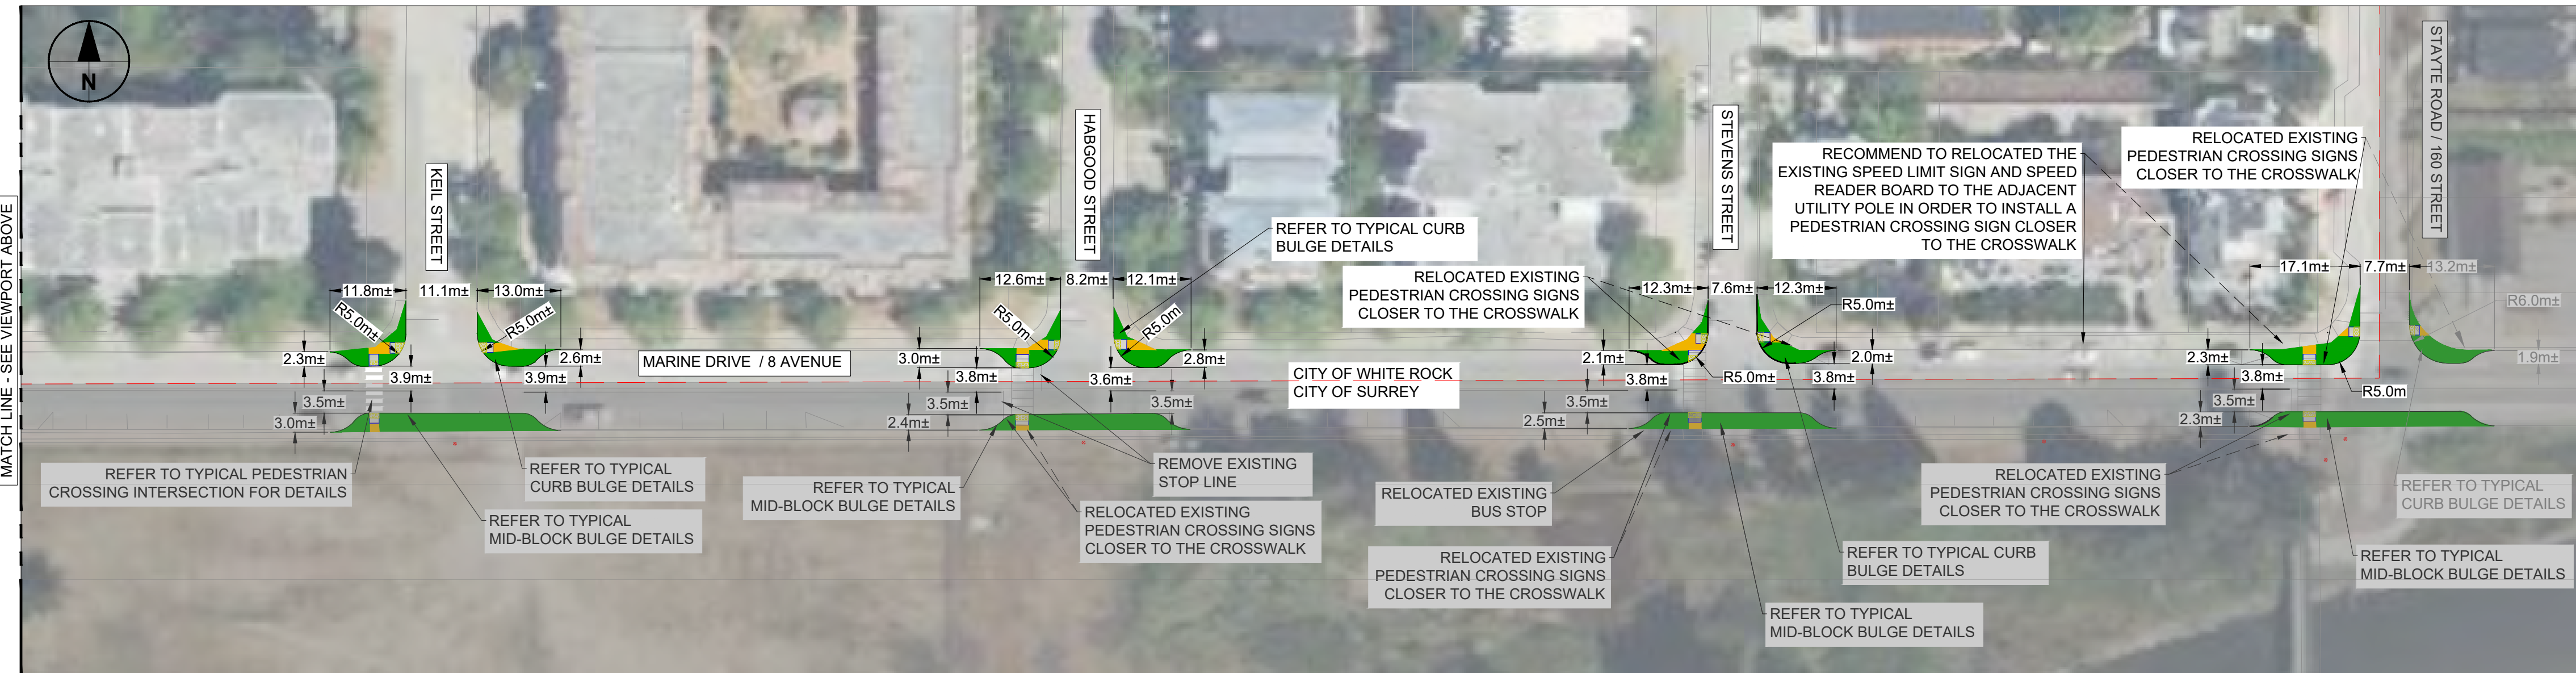 N
MATCH LINE - SEE VIEWPORT ABOVE
KEIL STREET
HABGOOD STREET
STEVENS STREET
STAYTE ROAD / 160 STREET
RECOMMEND TO RELOCATED THE
EXISTING SPEED LIMIT SIGN AND SPEED
READER BOARD TO THE ADJACENT
UTILITY POLE IN ORDER TO INSTALL A
PEDESTRIAN CROSSING SIGN CLOSER
TO THE CROSSWALK
RELOCATED EXISTING
PEDESTRIAN CROSSING SIGNS
CLOSER TO THE CROSSWALK
REFER TO TYPICAL CURB
BULGE DETAILS
RELOCATED EXISTING
PEDESTRIAN CROSSING SIGNS
CLOSER TO THE CROSSWALK
11.8m±
11.1m±
13.0m±
12.6m±
8.2m±
12.1m±
12.3m±
7.6m±
12.3m±
17.1m±
7.7m±
13.2m±
R5.0m±
R5.0m±
R5.0m
R5.0m
R5.0m±
R6.0m±
2.3m±
2.6m±
MARINE DRIVE / 8 AVENUE
3.0m±
2.8m±
2.1m±
2.0m±
2.3m±
1.9m±
3.9m±
3.9m±
3.8m±
3.6m±
CITY OF WHITE ROCK
CITY OF SURREY
3.8m±
R5.0m±
3.8m±
3.8m±
R5.0m
3.5m±
3.5m±
3.5m±
3.5m±
3.5m±
3.0m±
2.4m±
2.5m±
2.3m±
REFER TO TYPICAL PEDESTRIAN
CROSSING INTERSECTION FOR DETAILS
REFER TO TYPICAL
CURB BULGE DETAILS
REFER TO TYPICAL
MID-BLOCK BULGE DETAILS
REFER TO TYPICAL
MID-BLOCK BULGE DETAILS
REMOVE EXISTING
STOP LINE
RELOCATED EXISTING
PEDESTRIAN CROSSING SIGNS
CLOSER TO THE CROSSWALK
RELOCATED EXISTING
BUS STOP
RELOCATED EXISTING
PEDESTRIAN CROSSING SIGNS
CLOSER TO THE CROSSWALK
REFER TO TYPICAL CURB
BULGE DETAILS
REFER TO TYPICAL
MID-BLOCK BULGE DETAILS
RELOCATED EXISTING
PEDESTRIAN CROSSING SIGNS
CLOSER TO THE CROSSWALK
REFER TO TYPICAL
CURB BULGE DETAILS
REFER TO TYPICAL
MID-BLOCK BULGE DETAILS